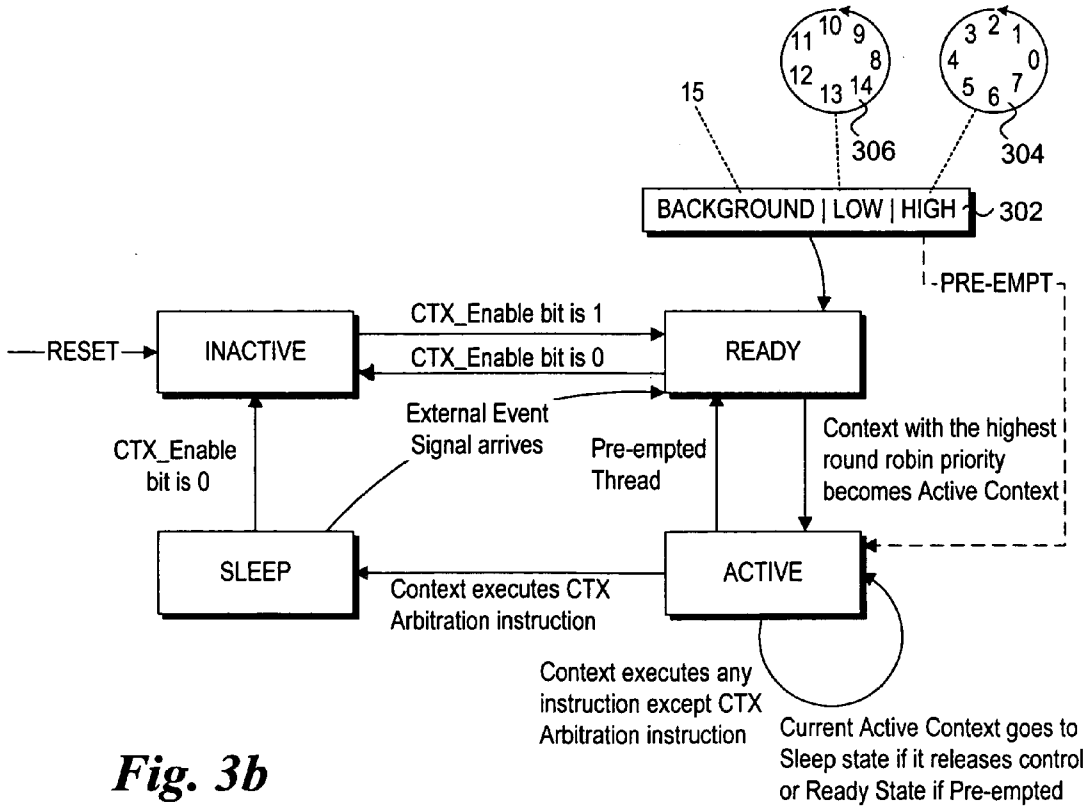 10
11
9
12
8
13
14
306
2
3
1
4
0
5
7
6
304
15
BACKGROUND | LOW | HIGH
302
PRE-EMPT
RESET
INACTIVE
CTX_Enable bit is 1
CTX_Enable bit is 0
READY
External Event
Signal arrives
CTX_Enable
bit is 0
Pre-empted
Thread
Context with the highest
round robin priority
becomes Active Context
SLEEP
Context executes CTX
Arbitration instruction
ACTIVE
Context executes any
instruction except CTX
Arbitration instruction
Current Active Context goes to
Sleep state if it releases control
or Ready State if Pre-empted
Fig. 3b